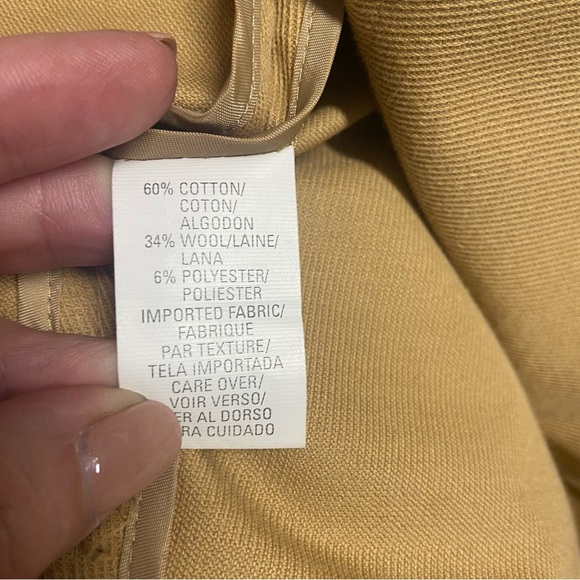 60% COTTON/
COTON/
ALGODON
34% WOOL/LAINE/
LANA
6% POLYESTER/
POLIESTER
IMPORTED FABRIC/
FABRIQUE
PAR TEXTURE/
TELA IMPORTADA
CARE OVER/
VOIR VERSO/
AL DORSO
CUIDADO